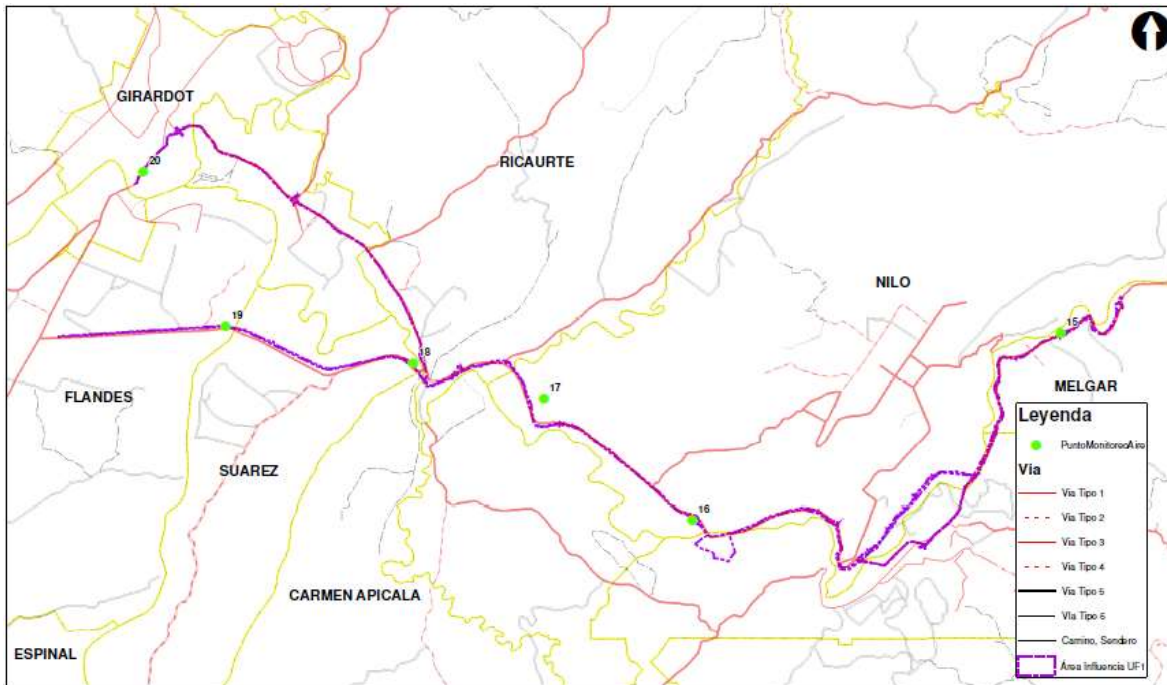 GIRARDOT
20
RICAURTE
NILO
19
15
18
MELGAR
17
FLANDES
Leyenda
PuntoMonitoreoAire
SUAREZ
Via
Via Tipo 1
16
Via Tipo 2
Via Tipo 3
Via Tipo 4
CARMEN APICALA
Via Tipo 5
VIa Tipo 6
Camino, Sendero
ESPINAL
Área Influencia UF1